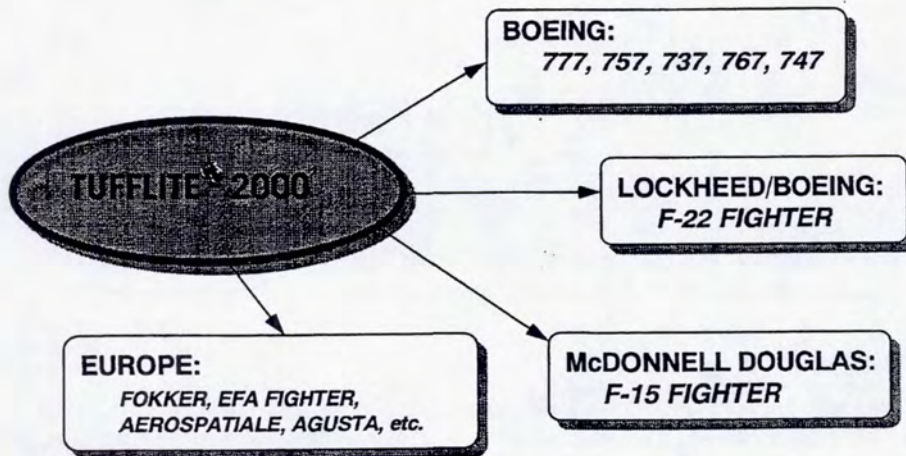 BOEING:
777, 757, 737, 767, 747
TUFFLITE® 2000
LOCKHEED/BOEING:
F-22 FIGHTER
EUROPE:
FOKKER, EFA FIGHTER,
AEROSPATIALE, AGUSTA, etc.
McDONNELL DOUGLAS:
F-15 FIGHTER